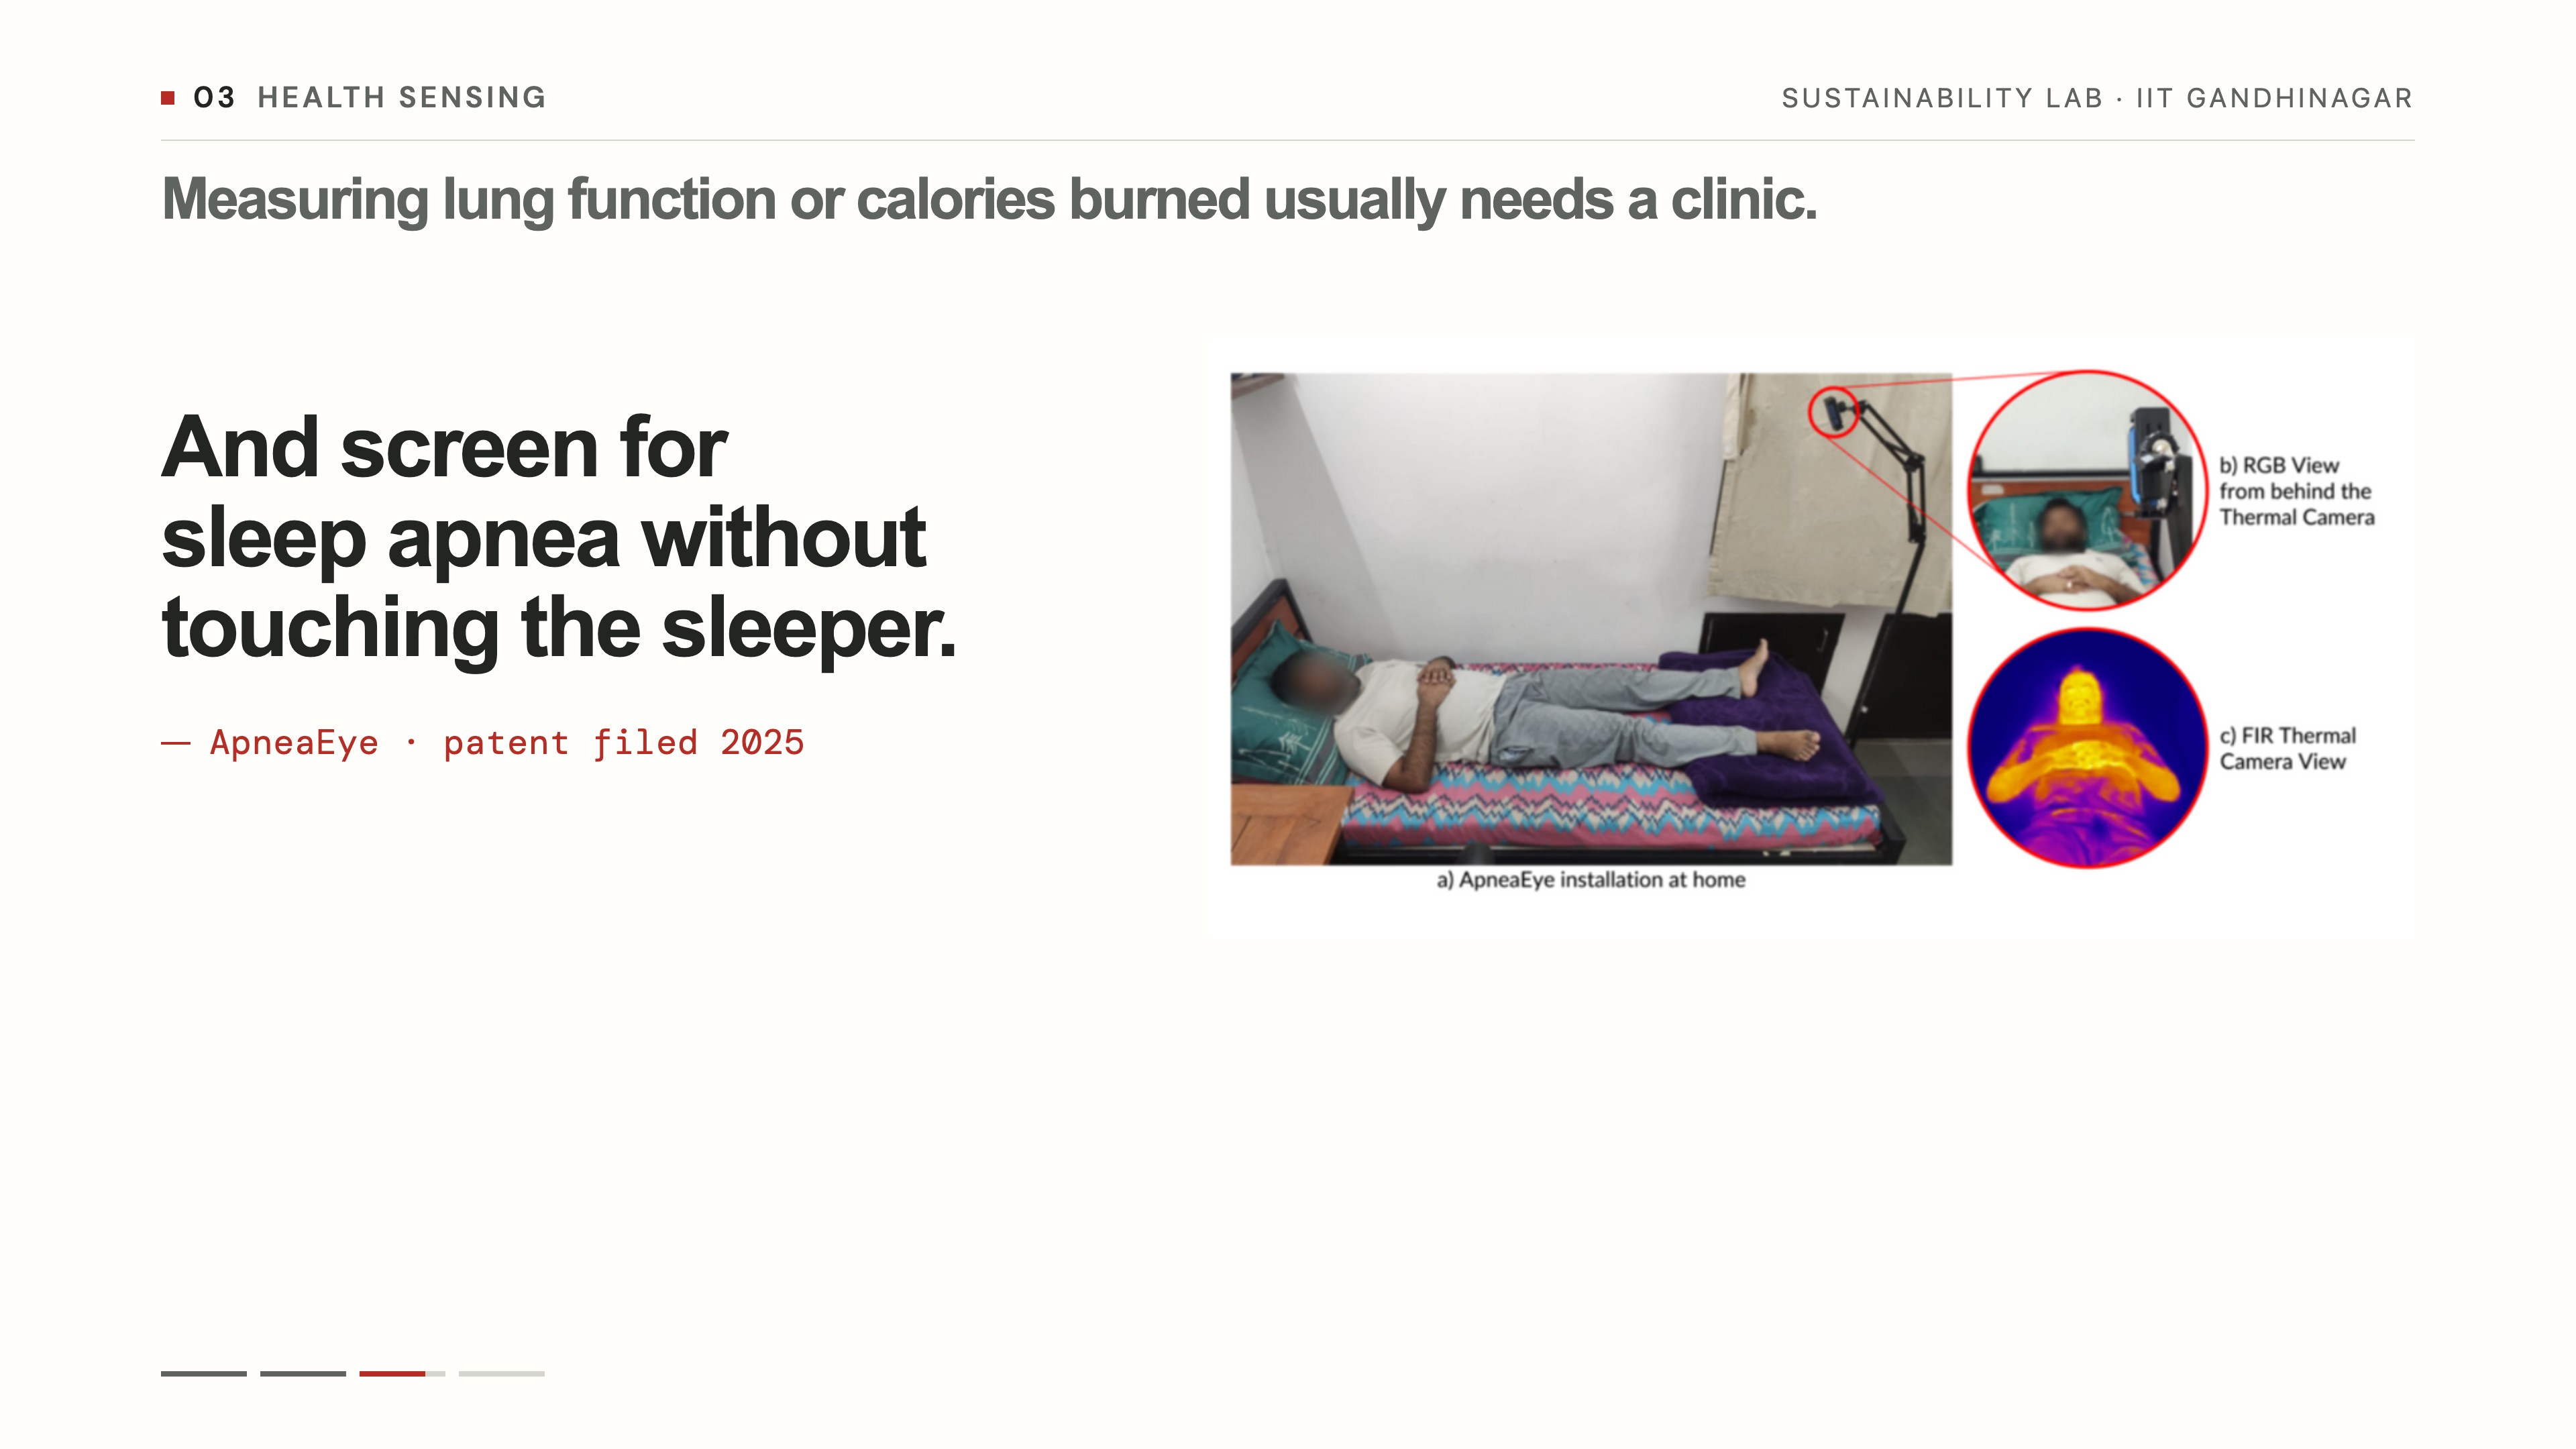 03 HEALTH SENSING
SUSTAINABILITY LAB · IIT GANDHINAGAR
Measuring lung function or calories burned usually needs a clinic.
And screen for
sleep apnea without
touching the sleeper.
— ApneaEye · patent filed 2025
b) RGB View
from behind the
Thermal Camera
c) FIR Thermal
Camera View
a) ApneaEye installation at home